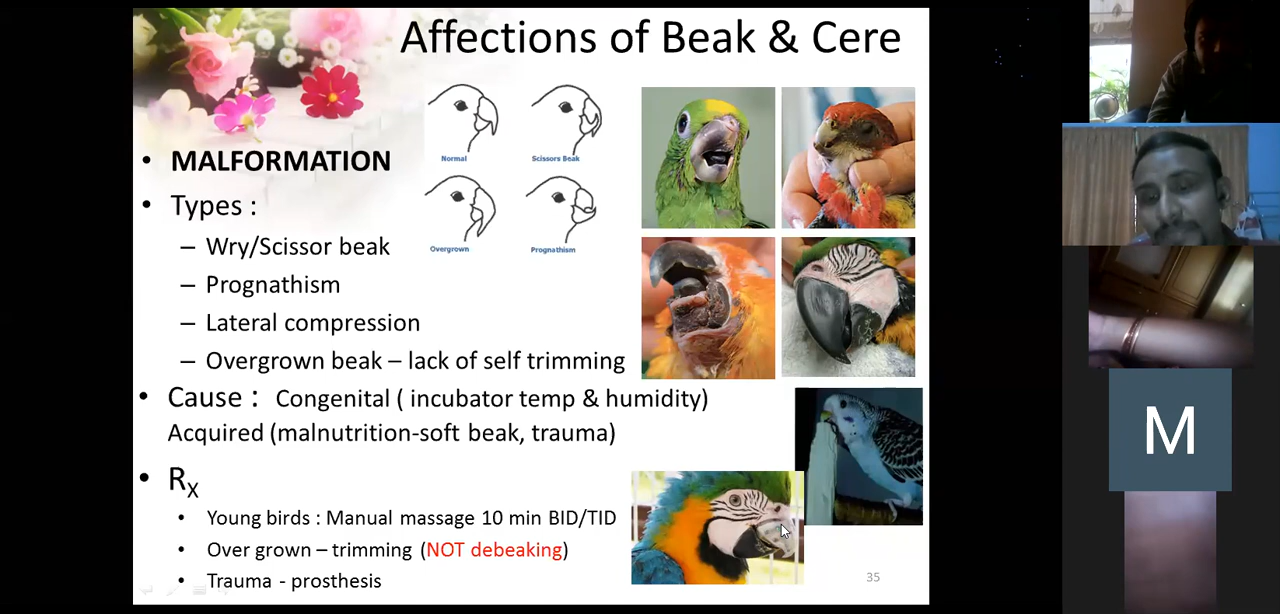 Affections of Beak & Cere
Normal
Scissors Beak
Overgrown
Prognathism
• MALFORMATION
• Types :
– Wry/Scissor beak
– Prognathism
– Lateral compression
– Overgrown beak – lack of self trimming
• Cause : Congenital ( incubator temp & humidity)
Acquired (malnutrition-soft beak, trauma)
• RX
• Young birds : Manual massage 10 min BID/TID
• Over grown – trimming (NOT debeaking)
• Trauma - prosthesis
35
M